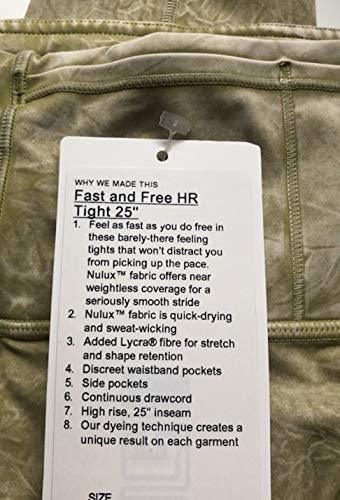 WHY WE MADE THIS
Fast and Free HR
Tight 25"
1. Feel as fast as you do free in
these barely-there feeling
tights that won't distract you
from picking up the pace.
Nulux™ fabric offers near
weightless coverage for a
seriously smooth stride
2. Nulux™ fabric is quick-drying
and sweat-wicking
3. Added Lycra® fibre for stretch
and shape retention
4. Discreet waistband pockets
5. Side pockets
6. Continuous drawcord
7. High rise, 25" inseam
8. Our dyeing technique creates a
unique result on each garment
SIZE